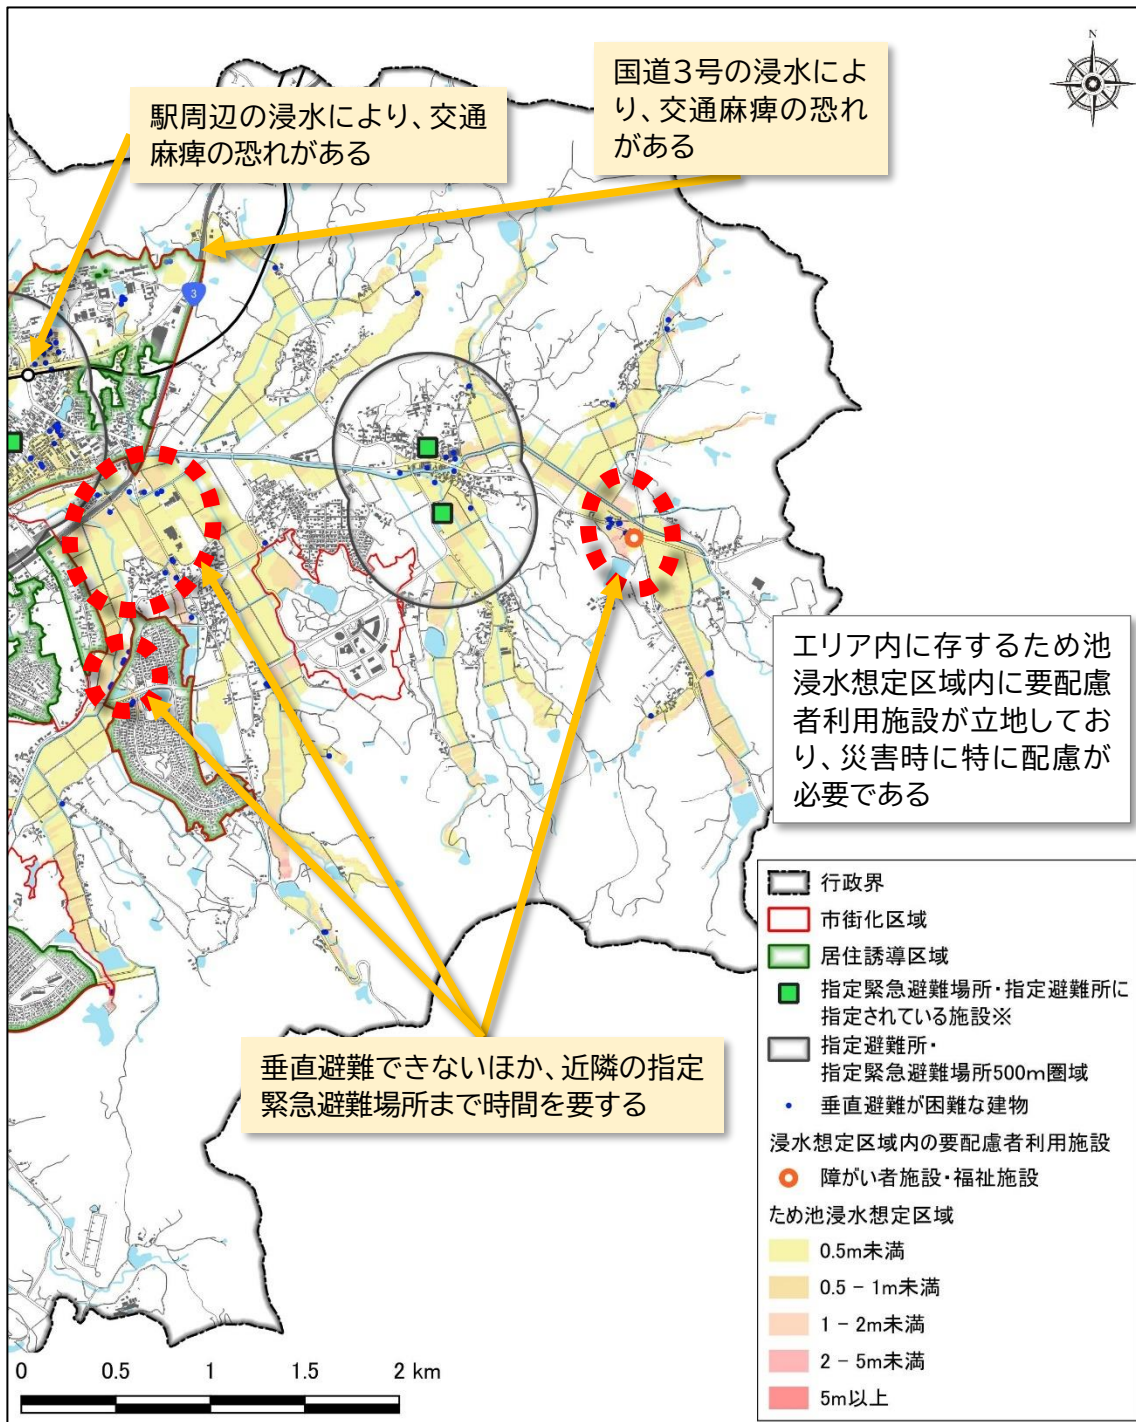 N
国道3号の浸水によ
り、交通麻痺の恐れ
がある
駅周辺の浸水により、交通
麻痺の恐れがある
3
エリア内に存するため池
浸水想定区域内に要配慮
者利用施設が立地してお
り、災害時に特に配慮が
必要である
垂直避難できないほか、近隣の指定
緊急避難場所まで時間を要する
行政界
市街化区域
居住誘導区域
指定緊急避難場所・指定避難所に
指定されている施設※
指定避難所・
指定緊急避難場所500m圏域
垂直避難が困難な建物
浸水想定区域内の要配慮者利用施設
障がい者施設・福祉施設
ため池浸水想定区域
0.5m未満
0.5 - 1m未満
1 - 2m未満
2 - 5m未満
5m以上
0 0.5 1 1.5 2 km